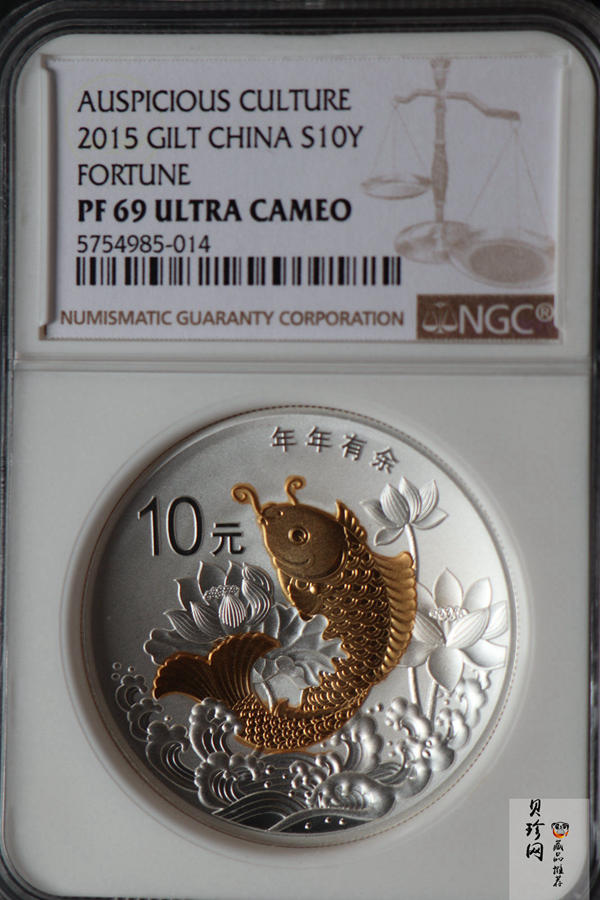 AUSPICIOUS CULTURE
2015 GILT CHINA S10Y
FORTUNE
PF 69 ULTRA CAMEO
5754985-014
NUMISMATIC GUARANTY CORPORATION
NGC®
年年有余
10元
贝珍网
藏品推荐